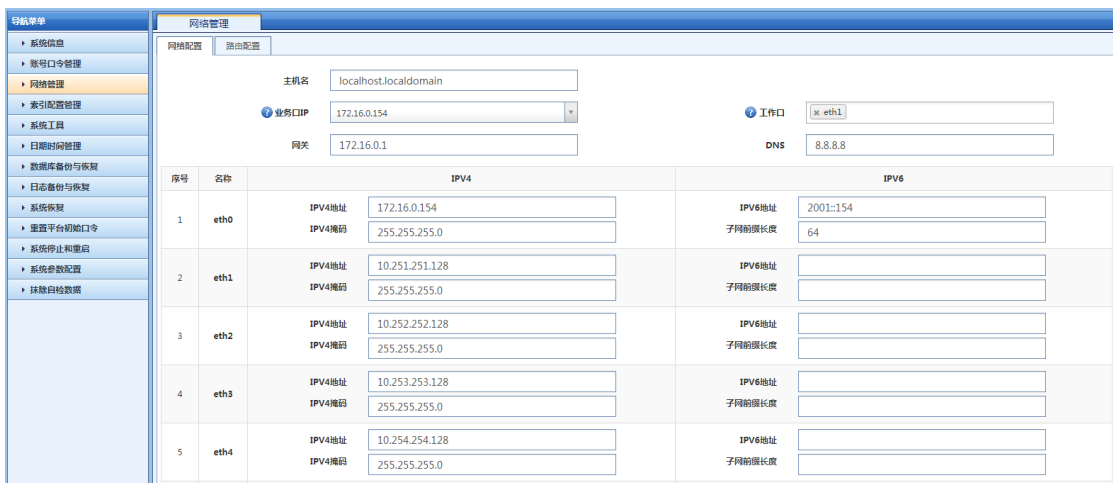 导航菜单
系统信息
账号口令管理
网络管理
索引配置管理
系统工具
日期时间管理
数据库备份与恢复
日志备份与恢复
系统恢复
重置平台初始口令
系统停止和重启
系统参数配置
抹除自检数据
网络管理
网络配置 路由配置
主机名 localhost.localdomain
业务口IP 172.16.0.154 工作口 eth1
网关 172.16.0.1 DNS 8.8.8.8
序号 名称 IPV4 IPV6
1 eth0 IPV4地址 172.16.0.154 IPV6地址 2001::154
IPV4掩码 255.255.255.0 子网前缀长度 64
2 eth1 IPV4地址 10.251.251.128 IPV6地址
IPV4掩码 255.255.255.0 子网前缀长度
3 eth2 IPV4地址 10.252.252.128 IPV6地址
IPV4掩码 255.255.255.0 子网前缀长度
4 eth3 IPV4地址 10.253.253.128 IPV6地址
IPV4掩码 255.255.255.0 子网前缀长度
5 eth4 IPV4地址 10.254.254.128 IPV6地址
IPV4掩码 255.255.255.0 子网前缀长度